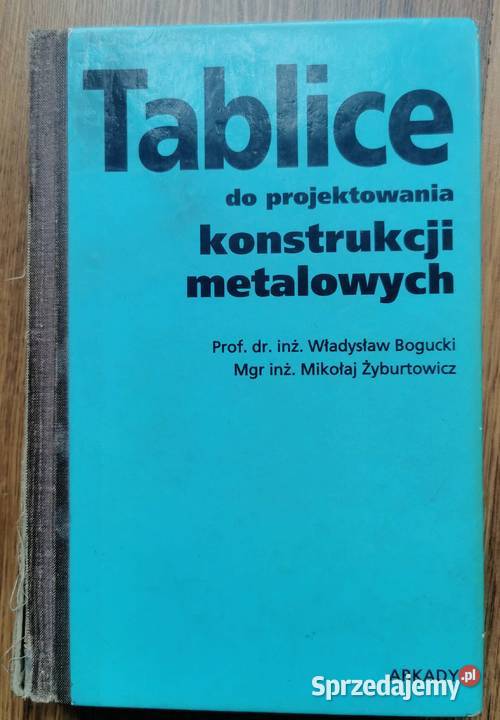 Tablice
do projektowania
konstrukcji
metalowych
Prof. dr. inż. Władysław Bogucki
Mgr inż. Mikołaj Żyburtowicz
ARKADY
Sprzedajemy.pl